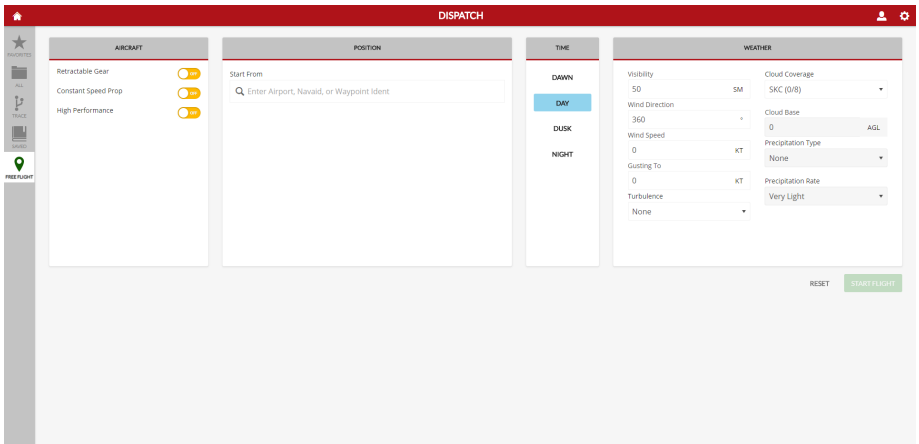 DISPATCH
FAVORITES
ALL
TRACE
SAVED
FREE FLIGHT
AIRCRAFT
Retractable Gear
OFF
Constant Speed Prop
OFF
High Performance
OFF
POSITION
Start From
Enter Airport, Navaid, or Waypoint Ident
TIME
DAWN
DAY
DUSK
NIGHT
WEATHER
Visibility
50 SM
Wind Direction
360 °
Wind Speed
0 KT
Gusting To
0 KT
Turbulence
None
Cloud Coverage
SKC (0/8)
Cloud Base
0 AGL
Precipitation Type
None
Precipitation Rate
Very Light
RESET
START FLIGHT